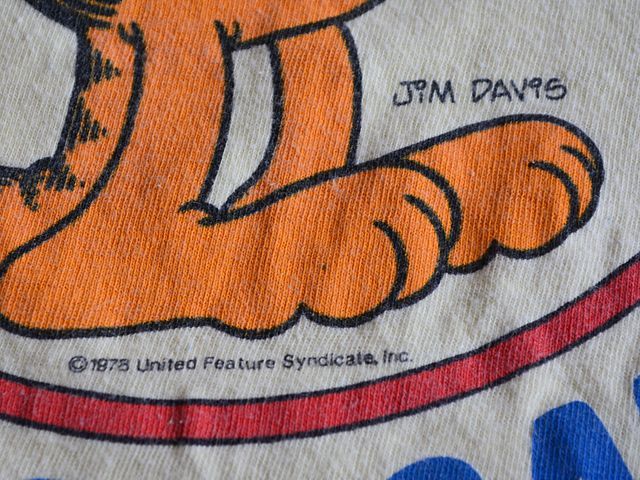 JiM DAViS
©1978 United Feature Syndicate, Inc.